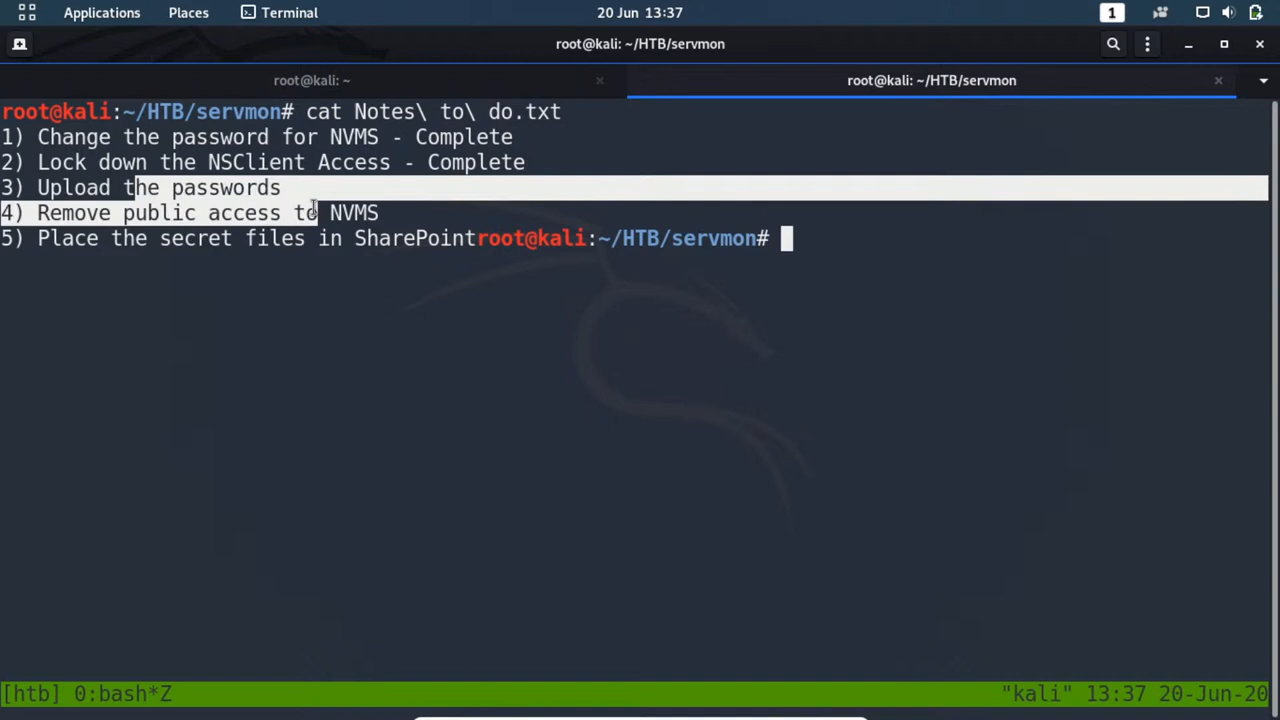 Applications Places Terminal 20 Jun 13:37 1
root@kali: ~/HTB/servmon
root@kali: ~ × root@kali: ~/HTB/servmon ×
root@kali:~/HTB/servmon# cat Notes\ to\ do.txt
1) Change the password for NVMS - Complete
2) Lock down the NSClient Access - Complete
3) Upload the passwords
4) Remove public access to NVMS
5) Place the secret files in SharePointroot@kali:~/HTB/servmon#
[htb] 0:bash*Z "kali" 13:37 20-Jun-20